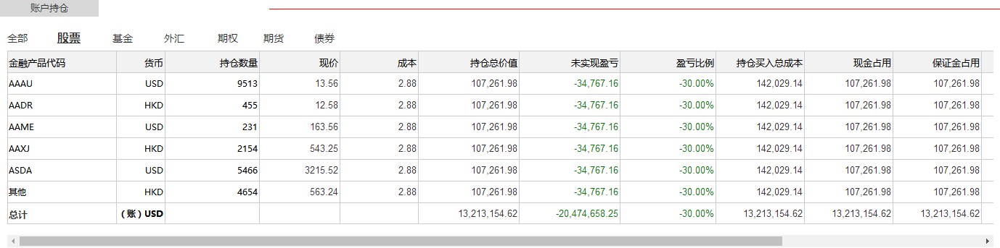 账户持仓
全部 股票 基金 外汇 期权 期货 债券
金融产品代码 货币 持仓数量 现价 成本 持仓总价值 未实现盈亏 盈亏比例 持仓买入总成本 现金占用 保证金占用
AAAU USD 9513 13.56 2.88 107,261.98 -34,767.16 -30.00% 142,029.14 107,261.98 107,261.98
AADR HKD 455 12.58 2.88 107,261.98 -34,767.16 -30.00% 142,029.14 107,261.98 107,261.98
AAME USD 231 163.56 2.88 107,261.98 -34,767.16 -30.00% 142,029.14 107,261.98 107,261.98
AAXJ HKD 2154 543.25 2.88 107,261.98 -34,767.16 -30.00% 142,029.14 107,261.98 107,261.98
ASDA USD 5466 3215.52 2.88 107,261.98 -34,767.16 -30.00% 142,029.14 107,261.98 107,261.98
其他 HKD 4654 563.24 2.88 107,261.98 -34,767.16 -30.00% 142,029.14 107,261.98 107,261.98
总计 （账）USD 13,213,154.62 -20,474,658.25 -30.00% 13,213,154.62 13,213,154.62 13,213,154.62